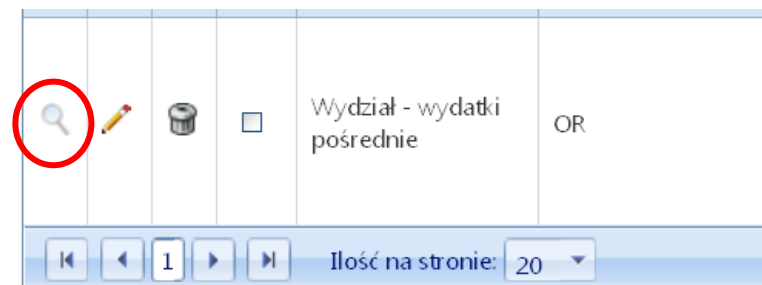 Wydział - wydatki
pośrednie
OR
1 Ilość na stronie: 20